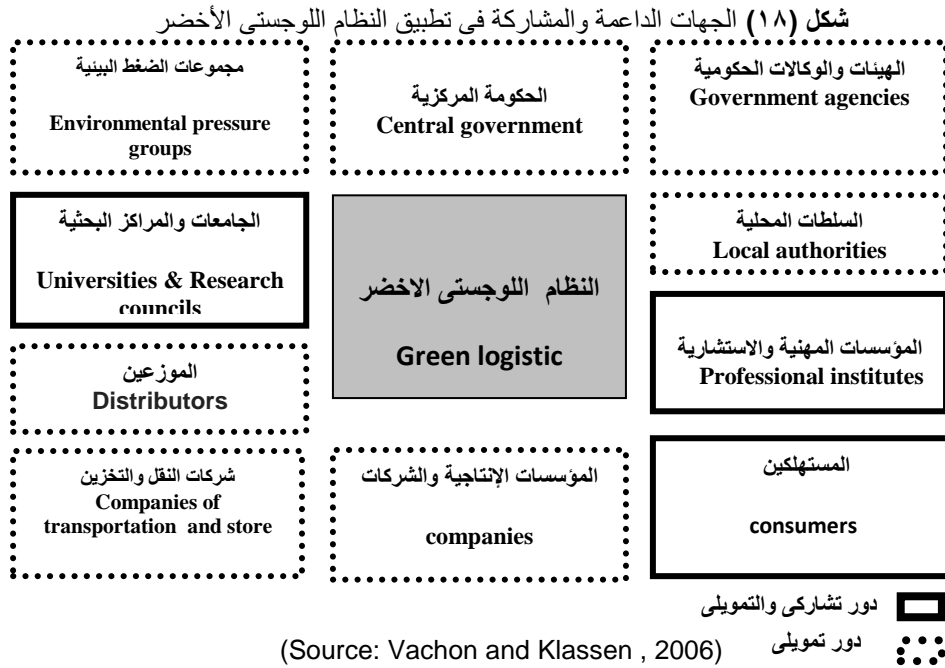 شكل (١٨) الجهات الداعمة والمشاركة فى تطبيق النظام اللوجستى الأخضر
الهيئات والوكالات الحكومية
Government agencies
الحكومة المركزية
Central government
مجموعات الضغط البيئية
Environmental pressure
groups
السلطات المحلية
Local authorities
النظام اللوجستى الاخضر
Green logistic
الجامعات والمراكز البحثية
Universities & Research
councils
المؤسسات المهنية والاستشارية
Professional institutes
الموزعين
Distributors
المستهلكين
consumers
المؤسسات الإنتاجية والشركات
companies
شركات النقل والتخزين
Companies of
transportation and store
دور تشاركى والتمويلى
دور تمويلى
(Source: Vachon and Klassen , 2006)